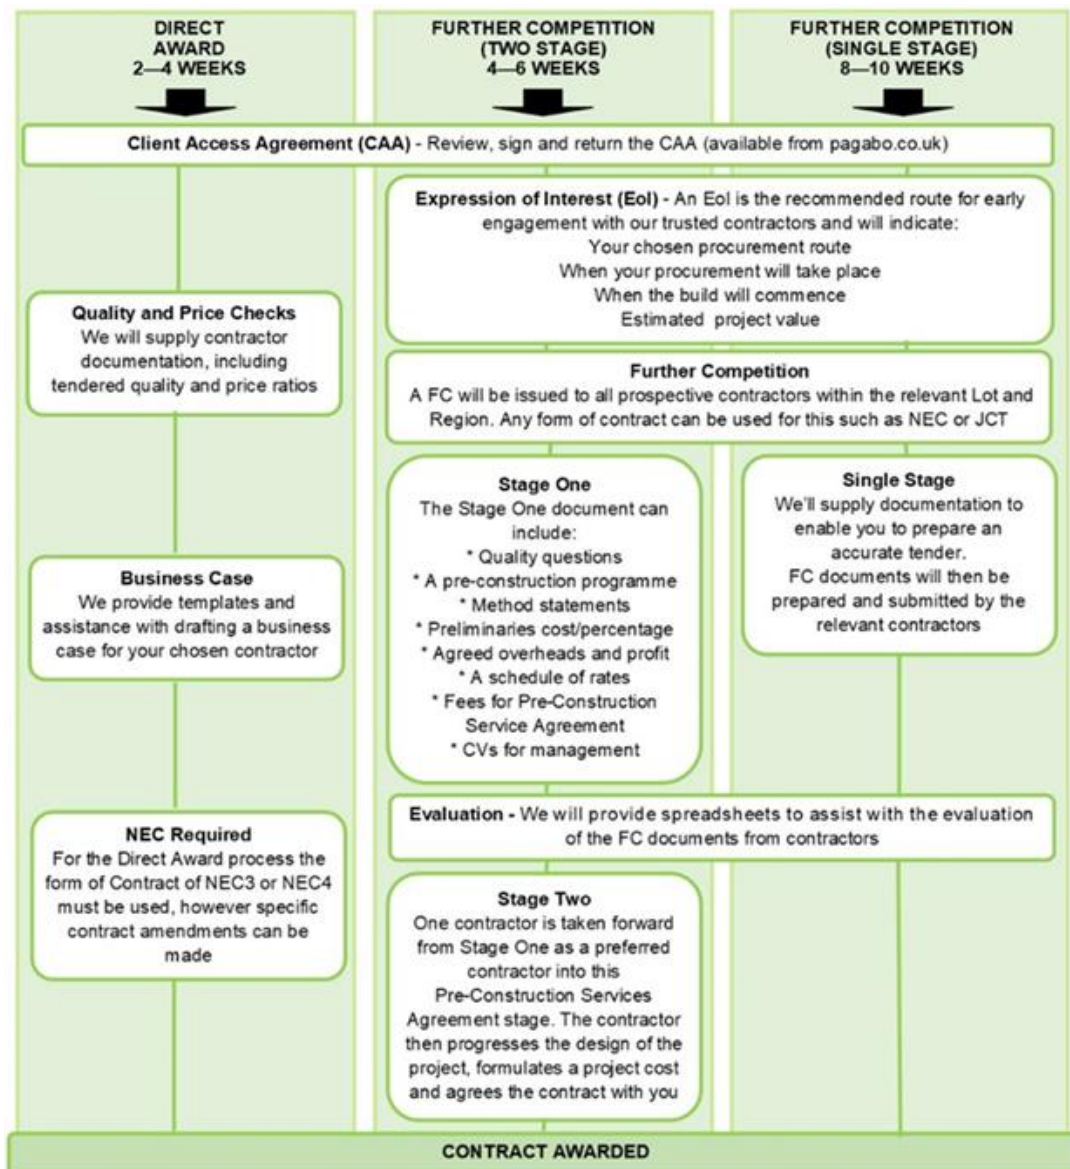 DIRECT
AWARD
2—4 WEEKS
FURTHER COMPETITION
(TWO STAGE)
4—6 WEEKS
FURTHER COMPETITION
(SINGLE STAGE)
8—10 WEEKS
Client Access Agreement (CAA) - Review, sign and return the CAA (available from pagabo.co.uk)
Expression of Interest (EoI) - An EoI is the recommended route for early
engagement with our trusted contractors and will indicate:
Your chosen procurement route
When your procurement will take place
When the build will commence
Estimated project value
Quality and Price Checks
We will supply contractor
documentation, including
tendered quality and price ratios
Further Competition
A FC will be issued to all prospective contractors within the relevant Lot and
Region. Any form of contract can be used for this such as NEC or JCT
Stage One
The Stage One document can
include:
* Quality questions
* A pre-construction programme
* Method statements
* Preliminaries cost/percentage
* Agreed overheads and profit
* A schedule of rates
* Fees for Pre-Construction
Service Agreement
* CVs for management
Single Stage
We'll supply documentation to
enable you to prepare an
accurate tender.
FC documents will then be
prepared and submitted by the
relevant contractors
Business Case
We provide templates and
assistance with drafting a business
case for your chosen contractor
Evaluation - We will provide spreadsheets to assist with the evaluation
of the FC documents from contractors
NEC Required
For the Direct Award process the
form of Contract of NEC3 or NEC4
must be used, however specific
contract amendments can be
made
Stage Two
One contractor is taken forward
from Stage One as a preferred
contractor into this
Pre-Construction Services
Agreement stage. The contractor
then progresses the design of the
project, formulates a project cost
and agrees the contract with you
CONTRACT AWARDED